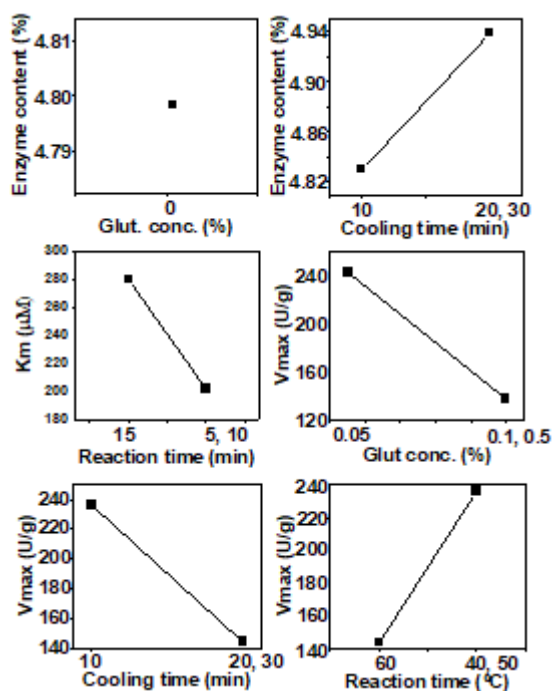 Enzyme content (%)
4.81
4.80
4.79
0
Glut. conc. (%)
Enzyme content (%)
4.94
4.90
4.86
4.82
10 20, 30
Cooling time (min)
Km (µM)
300
280
260
240
220
200
180
15 5, 10
Reaction time (min)
Vmax (U/g)
240
200
160
120
0.05 0.1, 0.5
Glut conc. (%)
Vmax (U/g)
240
220
200
180
160
140
10 20, 30
Cooling time (min)
Vmax (U/g)
240
220
200
180
160
140
60 40, 50
Reaction time (ºC)